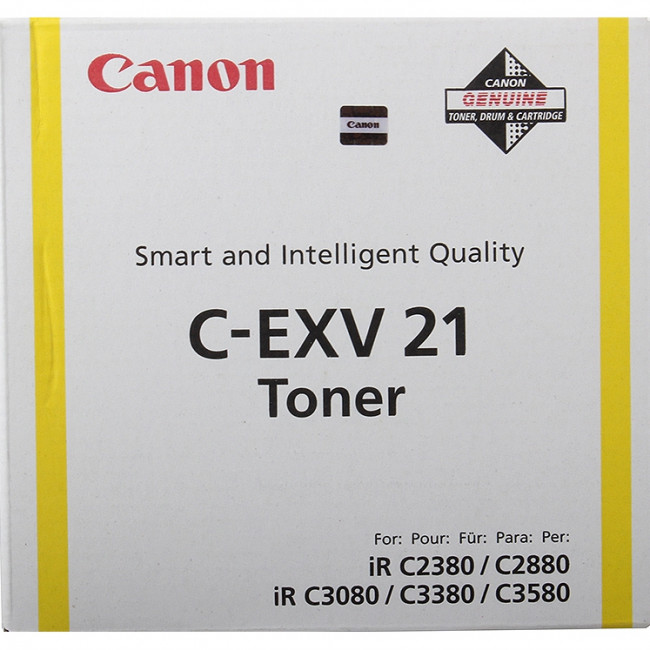 Canon
CANON
GENUINE
TONER, DRUM & CARTRIDGE
Canon
Smart and Intelligent Quality
C-EXV 21
Toner
For: Pour: Für: Para: Per:
iR C2380 / C2880
iR C3080 / C3380 / C3580